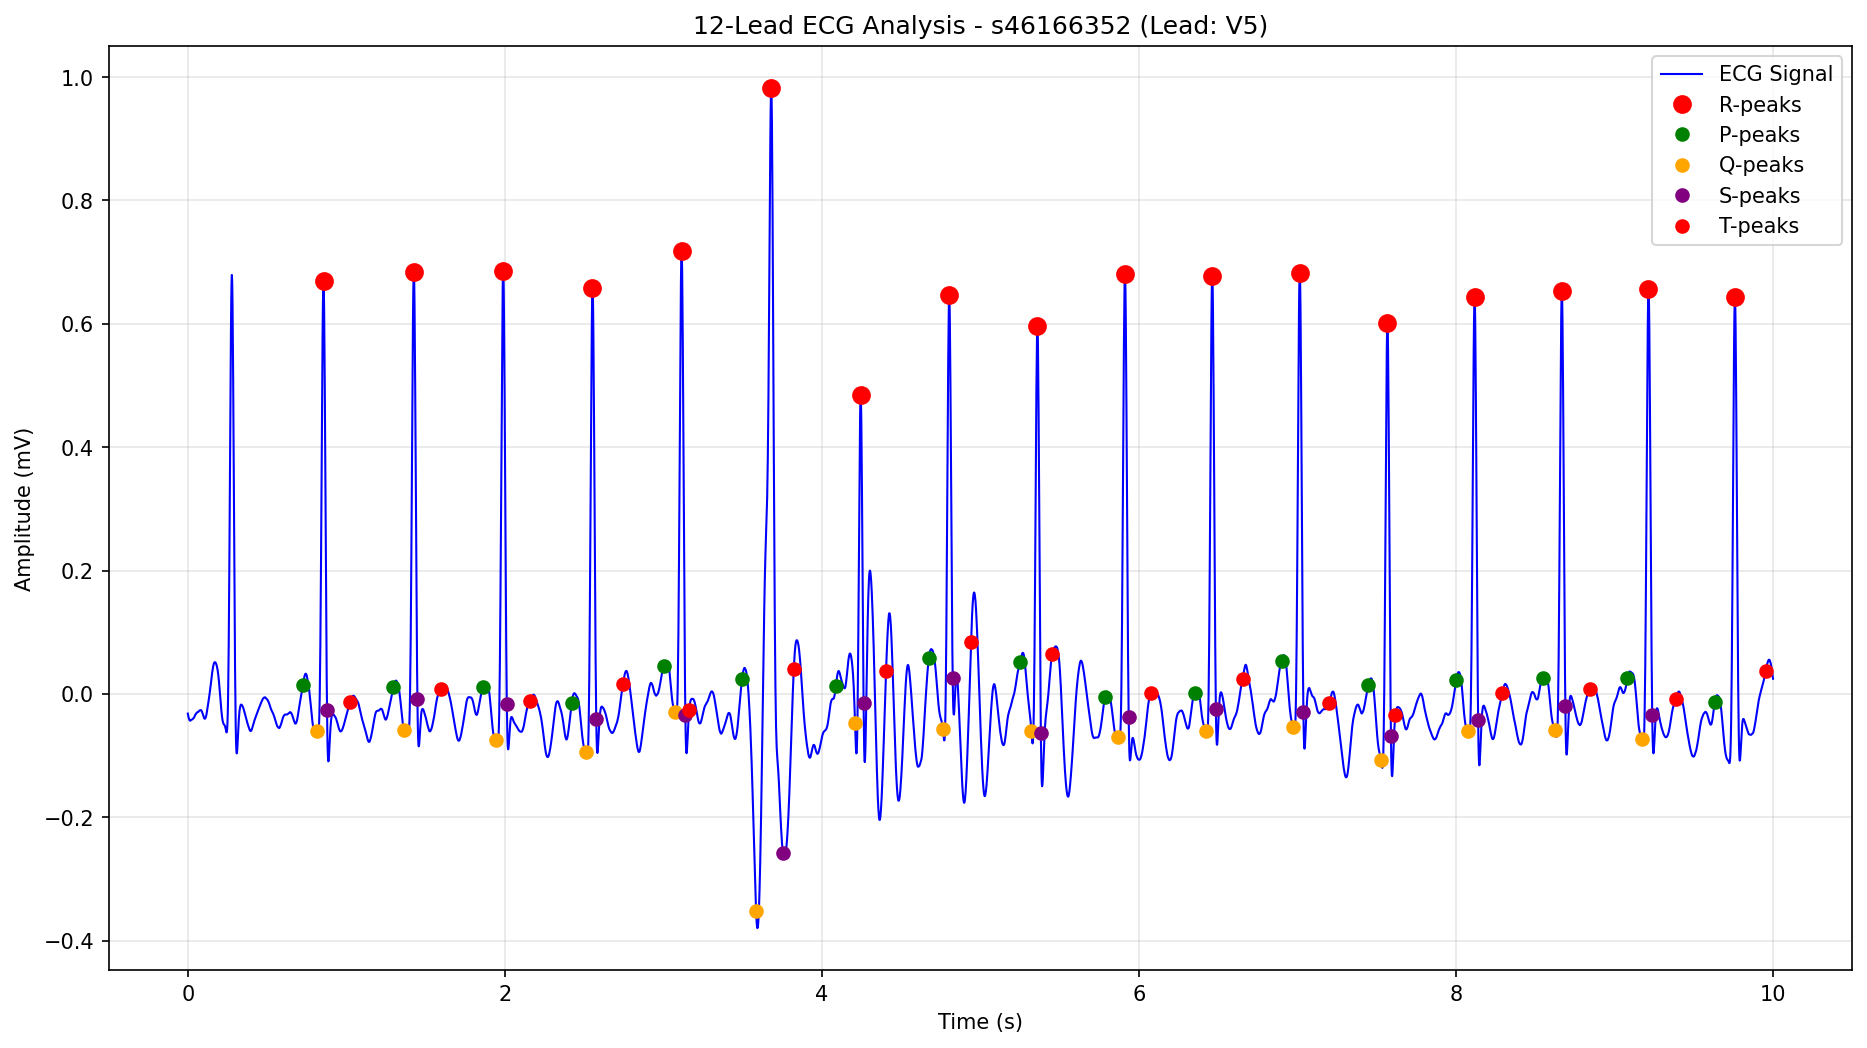 12-Lead ECG Analysis - s46166352 (Lead: V5)
ECG Signal
R-peaks
P-peaks
Q-peaks
S-peaks
T-peaks
1.0
0.8
0.6
0.4
0.2
0.0
−0.2
−0.4
Amplitude (mV)
0 2 4 6 8 10
Time (s)